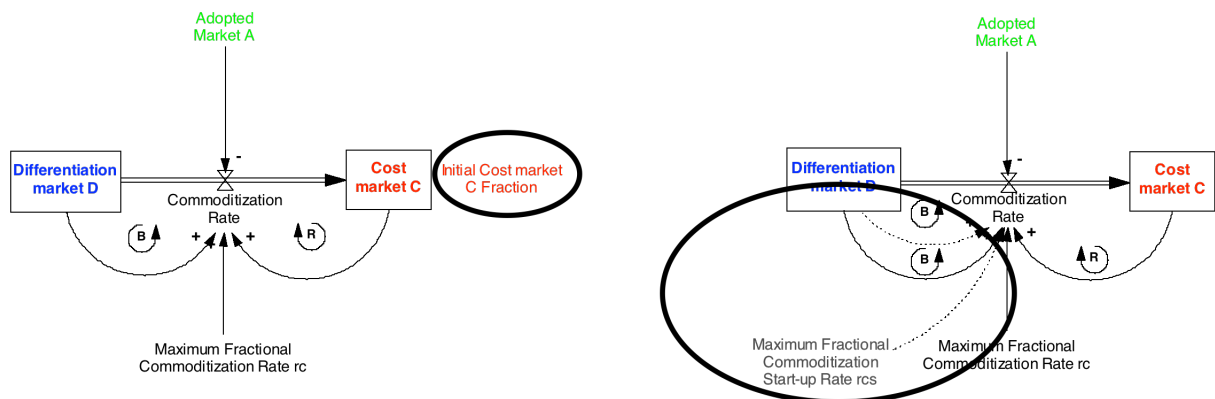 Adopted
Market A
-
Differentiation
market D
Cost
market C
Initial Cost market
C Fraction
Commoditization
Rate
B
+
+
R
Maximum Fractional
Commoditization Rate rc
Adopted
Market A
-
Differentiation
market D
Cost
market C
Commoditization
Rate
B
+
+
B
R
Maximum Fractional
Commoditization
Start-up Rate rcs
Maximum Fractional
Commoditization Rate rc